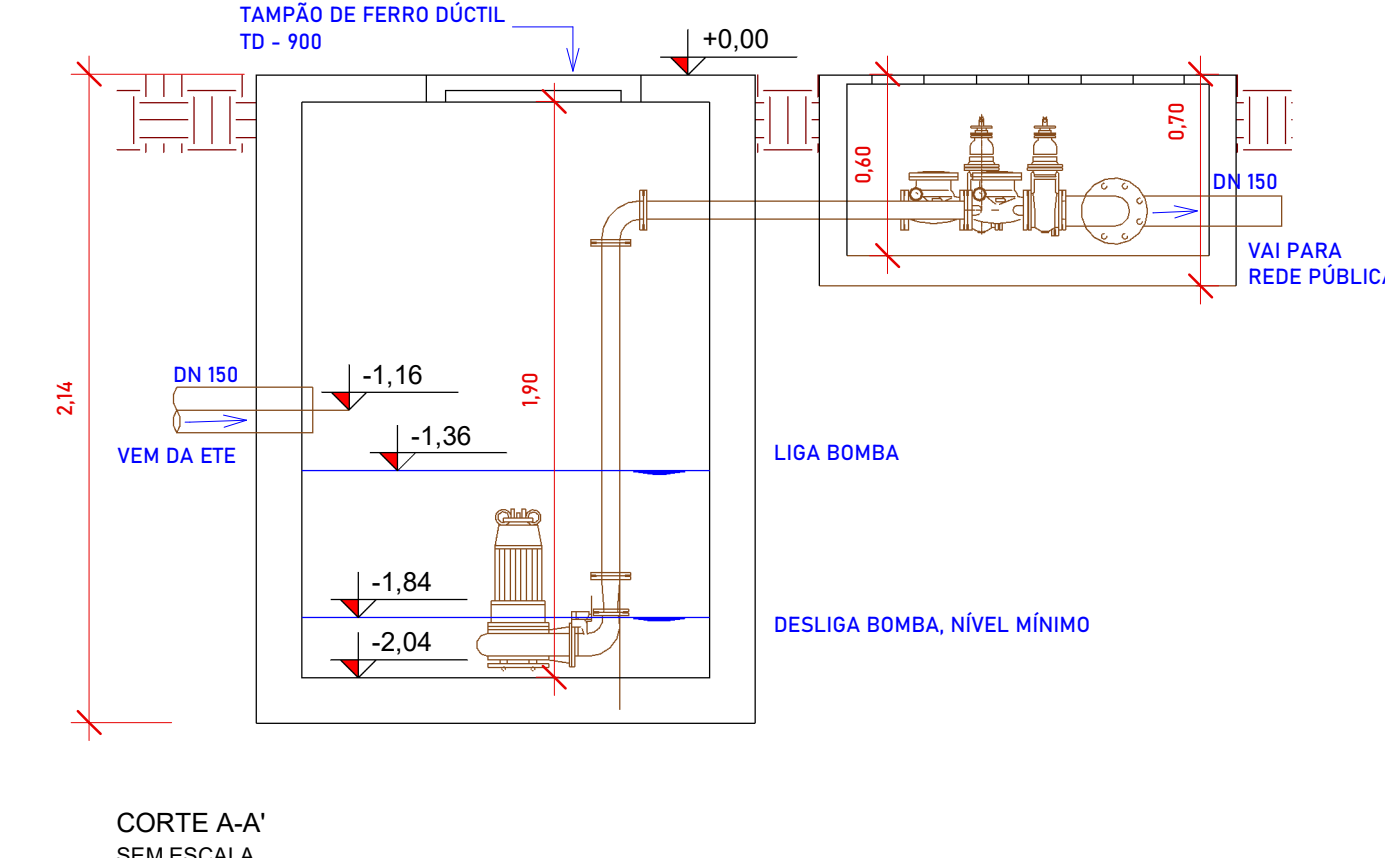 TAMPÃO DE FERRO DÚCTIL
TD - 900
+0,00
0,70
0,60
DN 150
VAI PARA
REDE PÚBLICA
DN 150
-1,16
2,14
1,90
VEM DA ETE
-1,36
LIGA BOMBA
-1,84
DESLIGA BOMBA, NÍVEL MÍNIMO
-2,04
CORTE A-A'
SEM ESCALA